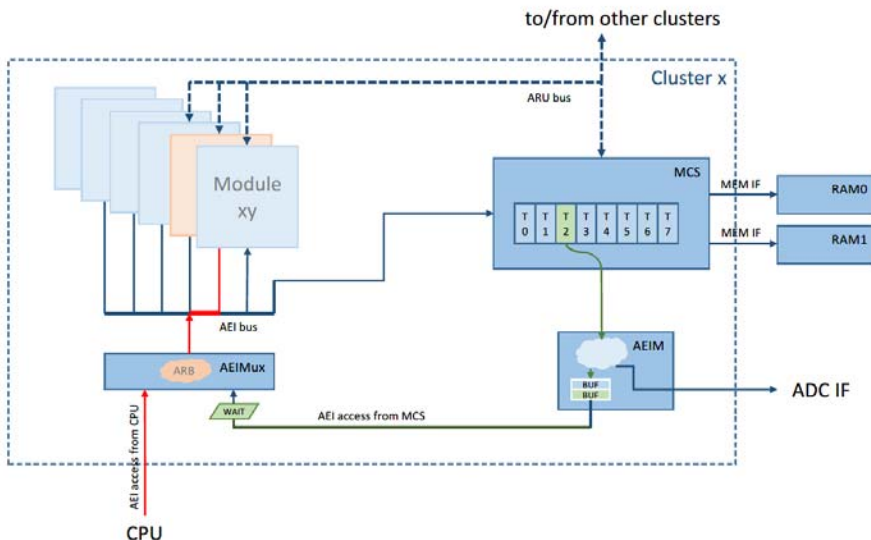 to/from other clusters
Cluster x
ARU bus
Module
xy
MCS
T T T T T T T T
0 1 2 3 4 5 6 7
MEM IF
RAM0
MEM IF
RAM1
AEI bus
ARB
AEIMux
AEIM
BUF
BUF
ADC IF
WAIT
AEI access from MCS
AEI access from CPU
CPU